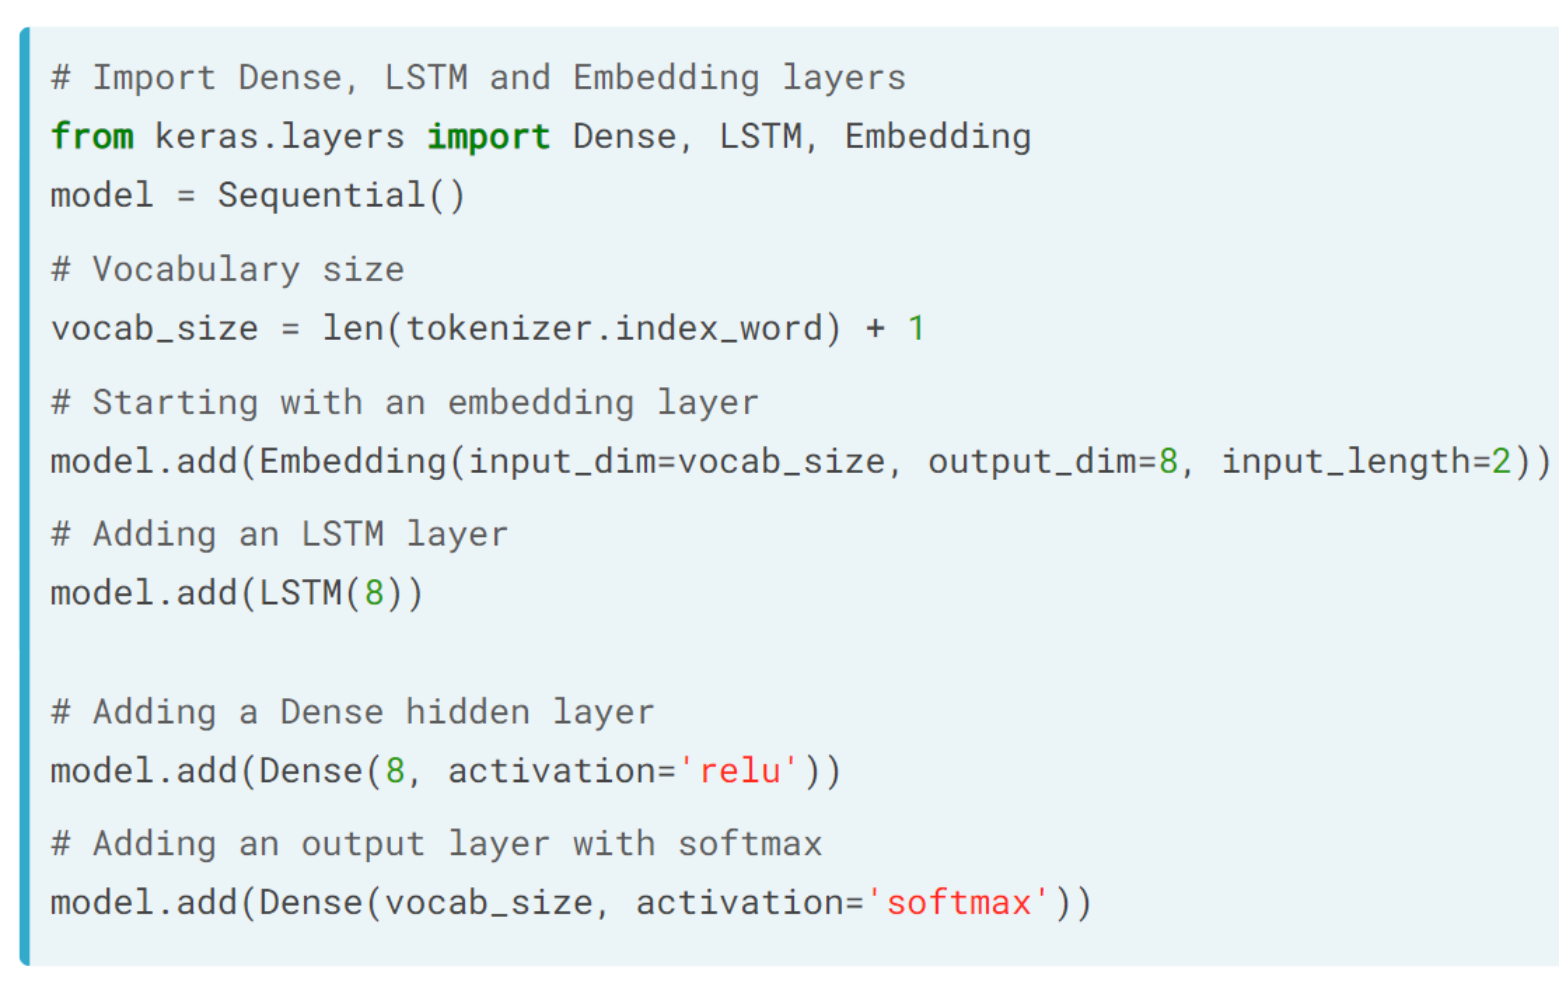 # Import Dense, LSTM and Embedding layers
from keras.layers import Dense, LSTM, Embedding
model = Sequential()
# Vocabulary size
vocab_size = len(tokenizer.index_word) + 1
# Starting with an embedding layer
model.add(Embedding(input_dim=vocab_size, output_dim=8, input_length=2))
# Adding an LSTM layer
model.add(LSTM(8))
# Adding a Dense hidden layer
model.add(Dense(8, activation='relu'))
# Adding an output layer with softmax
model.add(Dense(vocab_size, activation='softmax'))